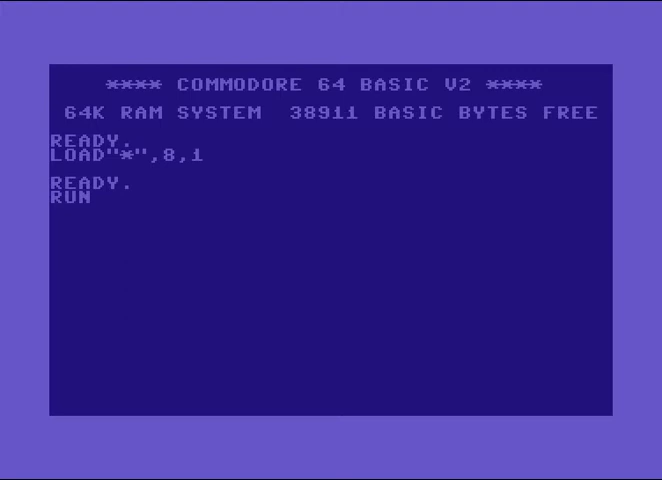 **** COMMODORE 64 BASIC V2 ****
64K RAM SYSTEM  38911 BASIC BYTES FREE
READY.
LOAD"*",8,1
READY.
RUN